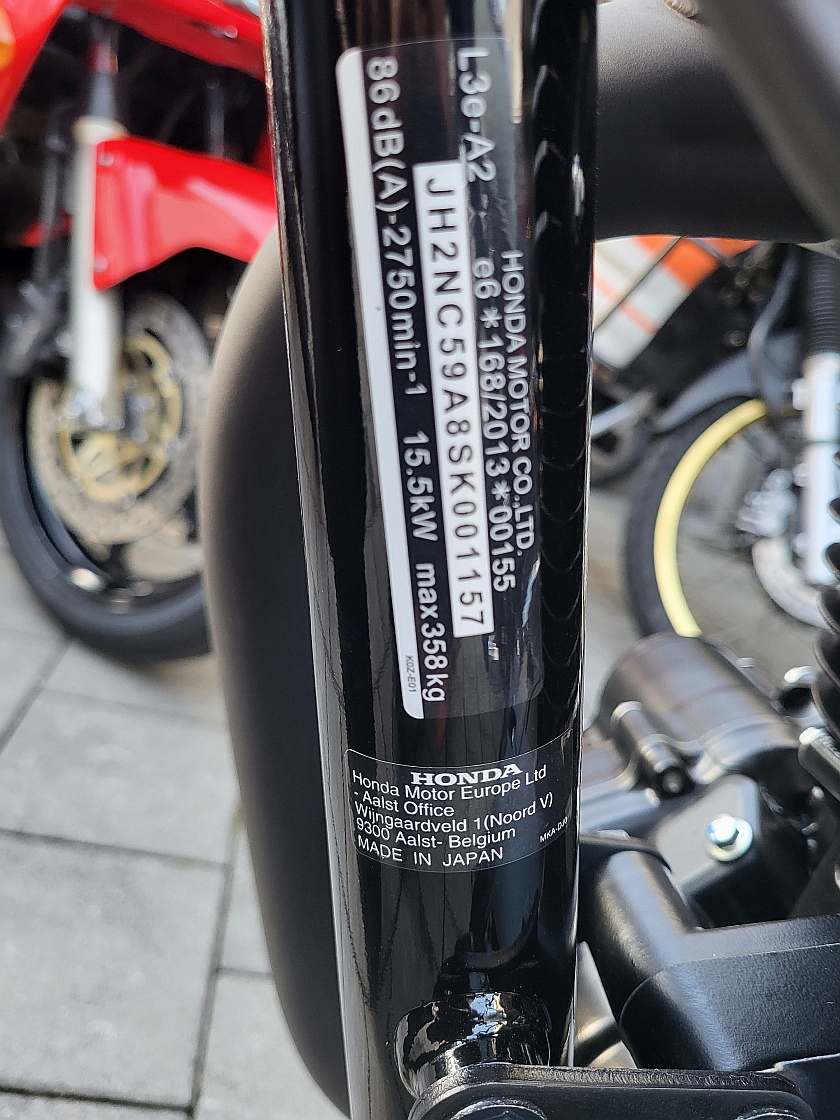 HONDA MOTOR CO.,LTD.
L3e-A2 e6 *168/2013*00155
JH2NC59A8SK001157
86dB(A)-2750min-1 15.5kW max358kg
K0Z-E01
HONDA
Honda Motor Europe Ltd
- Aalst Office
Wijngaardveld 1(Noord V)
9300 Aalst- Belgium
MADE IN JAPAN